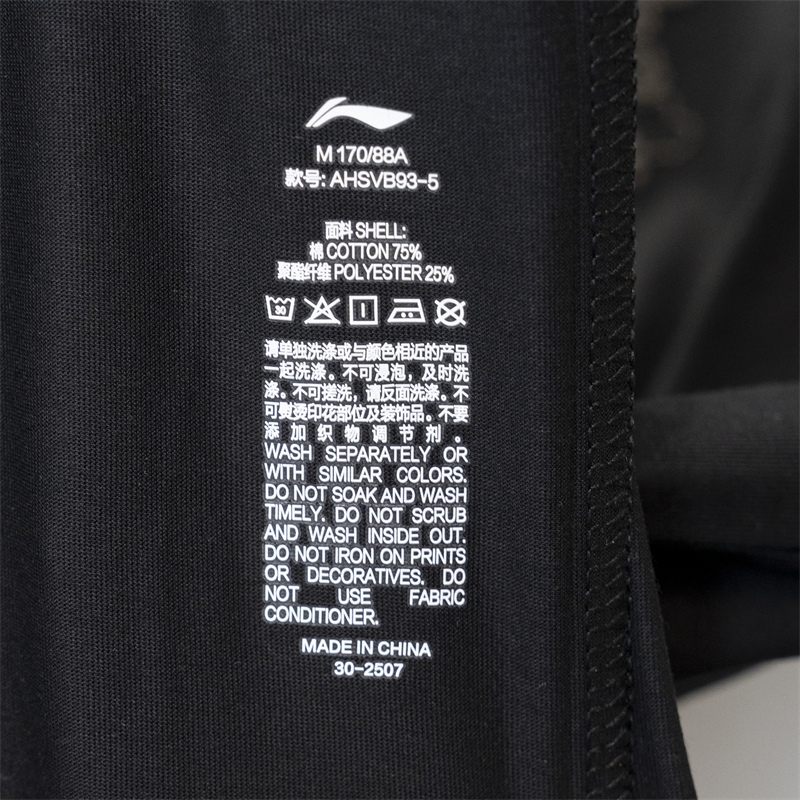 M 170/88A
款号: AHSVB93-5
面料 SHELL:
棉 COTTON 75%
聚酯纤维 POLYESTER 25%
30
请单独洗涤或与颜色相近的产品
一起洗涤。不可浸泡，及时洗
涤。不可搓洗，请反面洗涤。不
可熨烫印花部位及装饰品。不要
添加织物调节剂。
WASH SEPARATELY OR
WITH SIMILAR COLORS.
DO NOT SOAK AND WASH
TIMELY. DO NOT SCRUB
AND WASH INSIDE OUT.
DO NOT IRON ON PRINTS
OR DECORATIVES. DO
NOT USE FABRIC
CONDITIONER.
MADE IN CHINA
30-2507